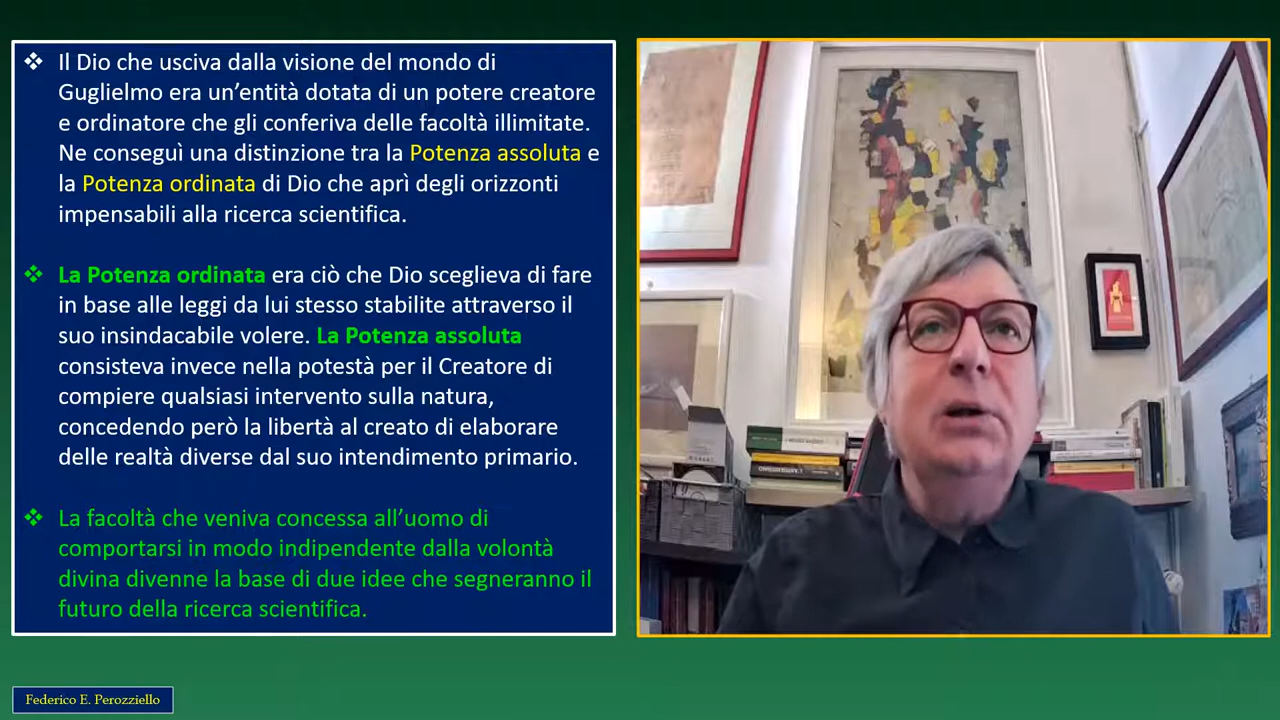 Il Dio che usciva dalla visione del mondo di
Guglielmo era un’entità dotata di un potere creatore
e ordinatore che gli conferiva delle facoltà illimitate.
Ne conseguì una distinzione tra la Potenza assoluta e
la Potenza ordinata di Dio che aprì degli orizzonti
impensabili alla ricerca scientifica.
La Potenza ordinata era ciò che Dio sceglieva di fare
in base alle leggi da lui stesso stabilite attraverso il
suo insindacabile volere. La Potenza assoluta
consisteva invece nella potestà per il Creatore di
compiere qualsiasi intervento sulla natura,
concedendo però la libertà al creato di elaborare
delle realtà diverse dal suo intendimento primario.
La facoltà che veniva concessa all’uomo di
comportarsi in modo indipendente dalla volontà
divina divenne la base di due idee che segneranno il
futuro della ricerca scientifica.
Federico E. Perozziello